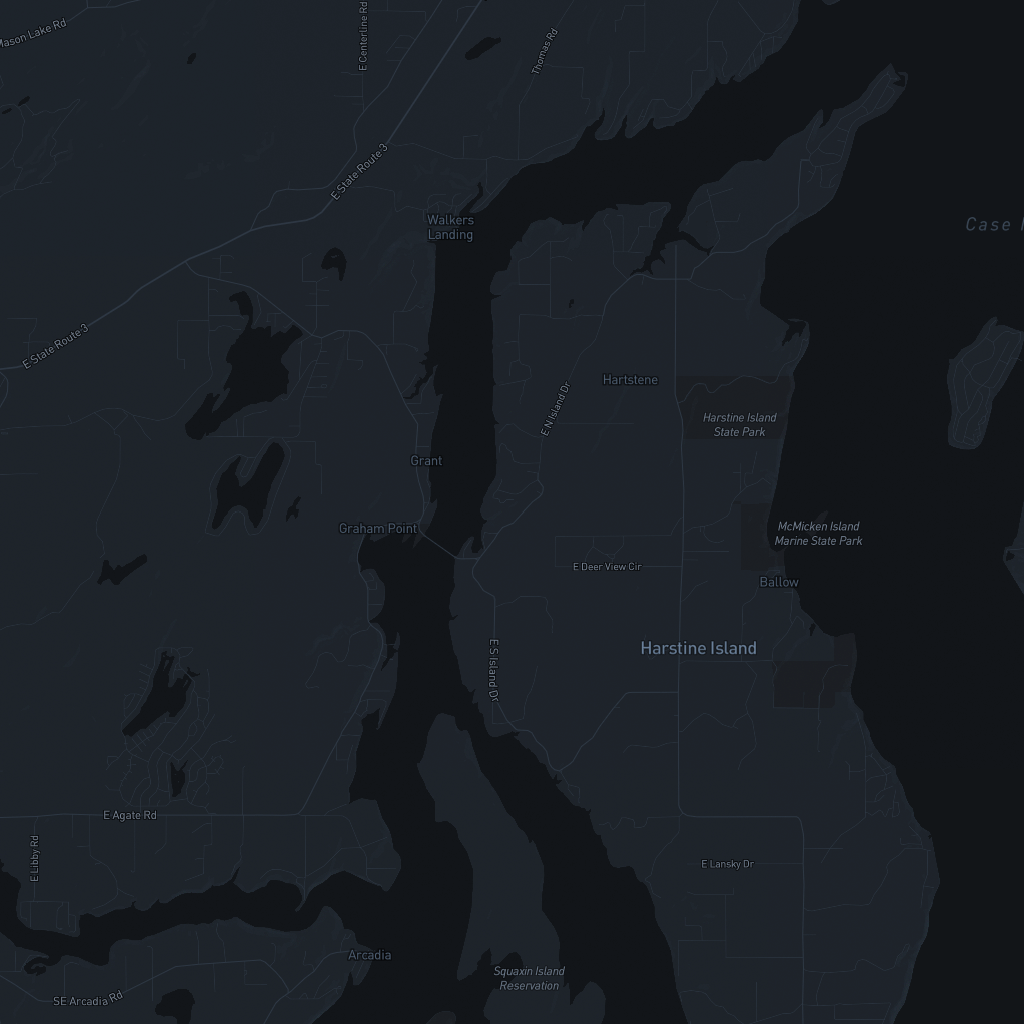 Mason Lake Rd
E Centerline Rd
Thomas Rd
E State Route 3
Walkers
Landing
Case
E State Route 3
Hartstene
E N Island Dr
Harstine Island
State Park
Grant
Graham Point
McMicken Island
Marine State Park
E Deer View Cir
Ballow
Harstine Island
E S Island Dr
E Agate Rd
E Libby Rd
E Lansky Dr
Arcadia
Squaxin Island
Reservation
SE Arcadia Rd